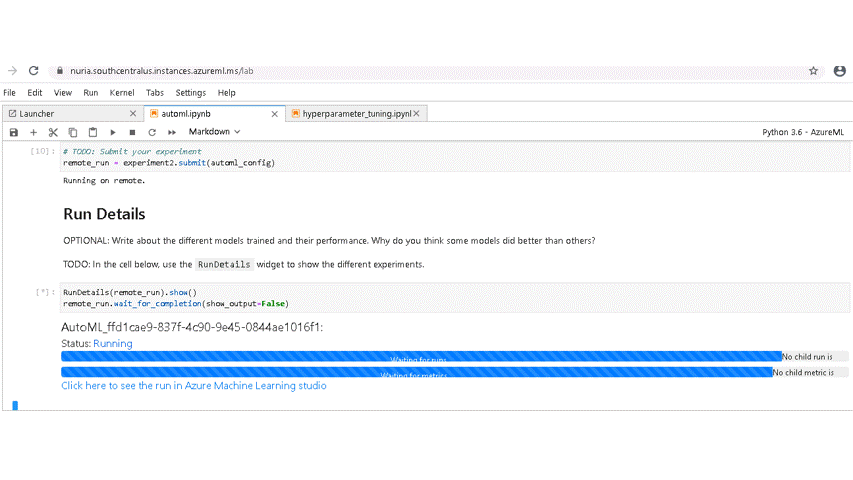 nuria.southcentralus.instances.azureml.ms/lab
File Edit View Run Kernel Tabs Settings Help
Launcher automl.ipynb hyperparameter_tuning.ipynl
Markdown Python 3.6 - AzureML
[10]: # TODO: Submit your experiment
remote_run = experiment2.submit(automl_config)
Running on remote.
Run Details
OPTIONAL: Write about the different models trained and their performance. Why do you think some models did better than others?
TODO: In the cell below, use the RunDetails widget to show the different experiments.
[*]: RunDetails(remote_run).show()
remote_run.wait_for_completion(show_output=False)
AutoML_ffd1cae9-837f-4c90-9e45-0844ae1016f1:
Status: Running
Waiting for runs No child run is
Waiting for metrics No child metric is
Click here to see the run in Azure Machine Learning studio